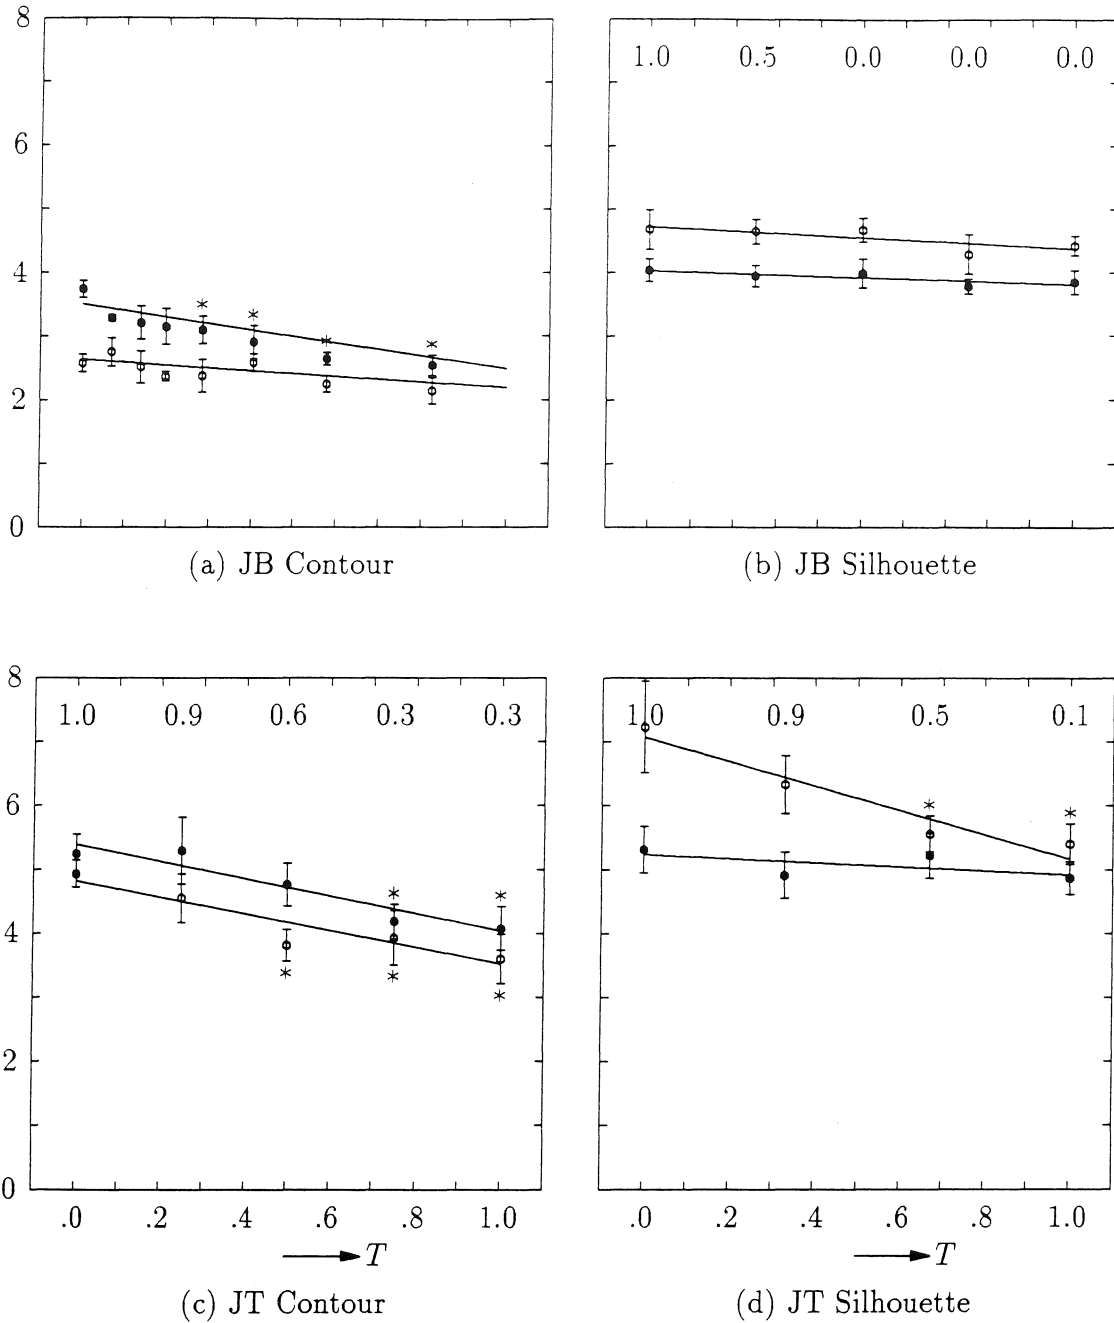 8
6
4
2
0
* * * *
(a) JB Contour
1.0 0.5 0.0 0.0 0.0
(b) JB Silhouette
8
6
4
2
0
1.0 0.9 0.6 0.3 0.3
* *
* * *
.0 .2 .4 .6 .8 1.0
T
(c) JT Contour
1.0 0.9 0.5 0.1
* *
.0 .2 .4 .6 .8 1.0
T
(d) JT Silhouette